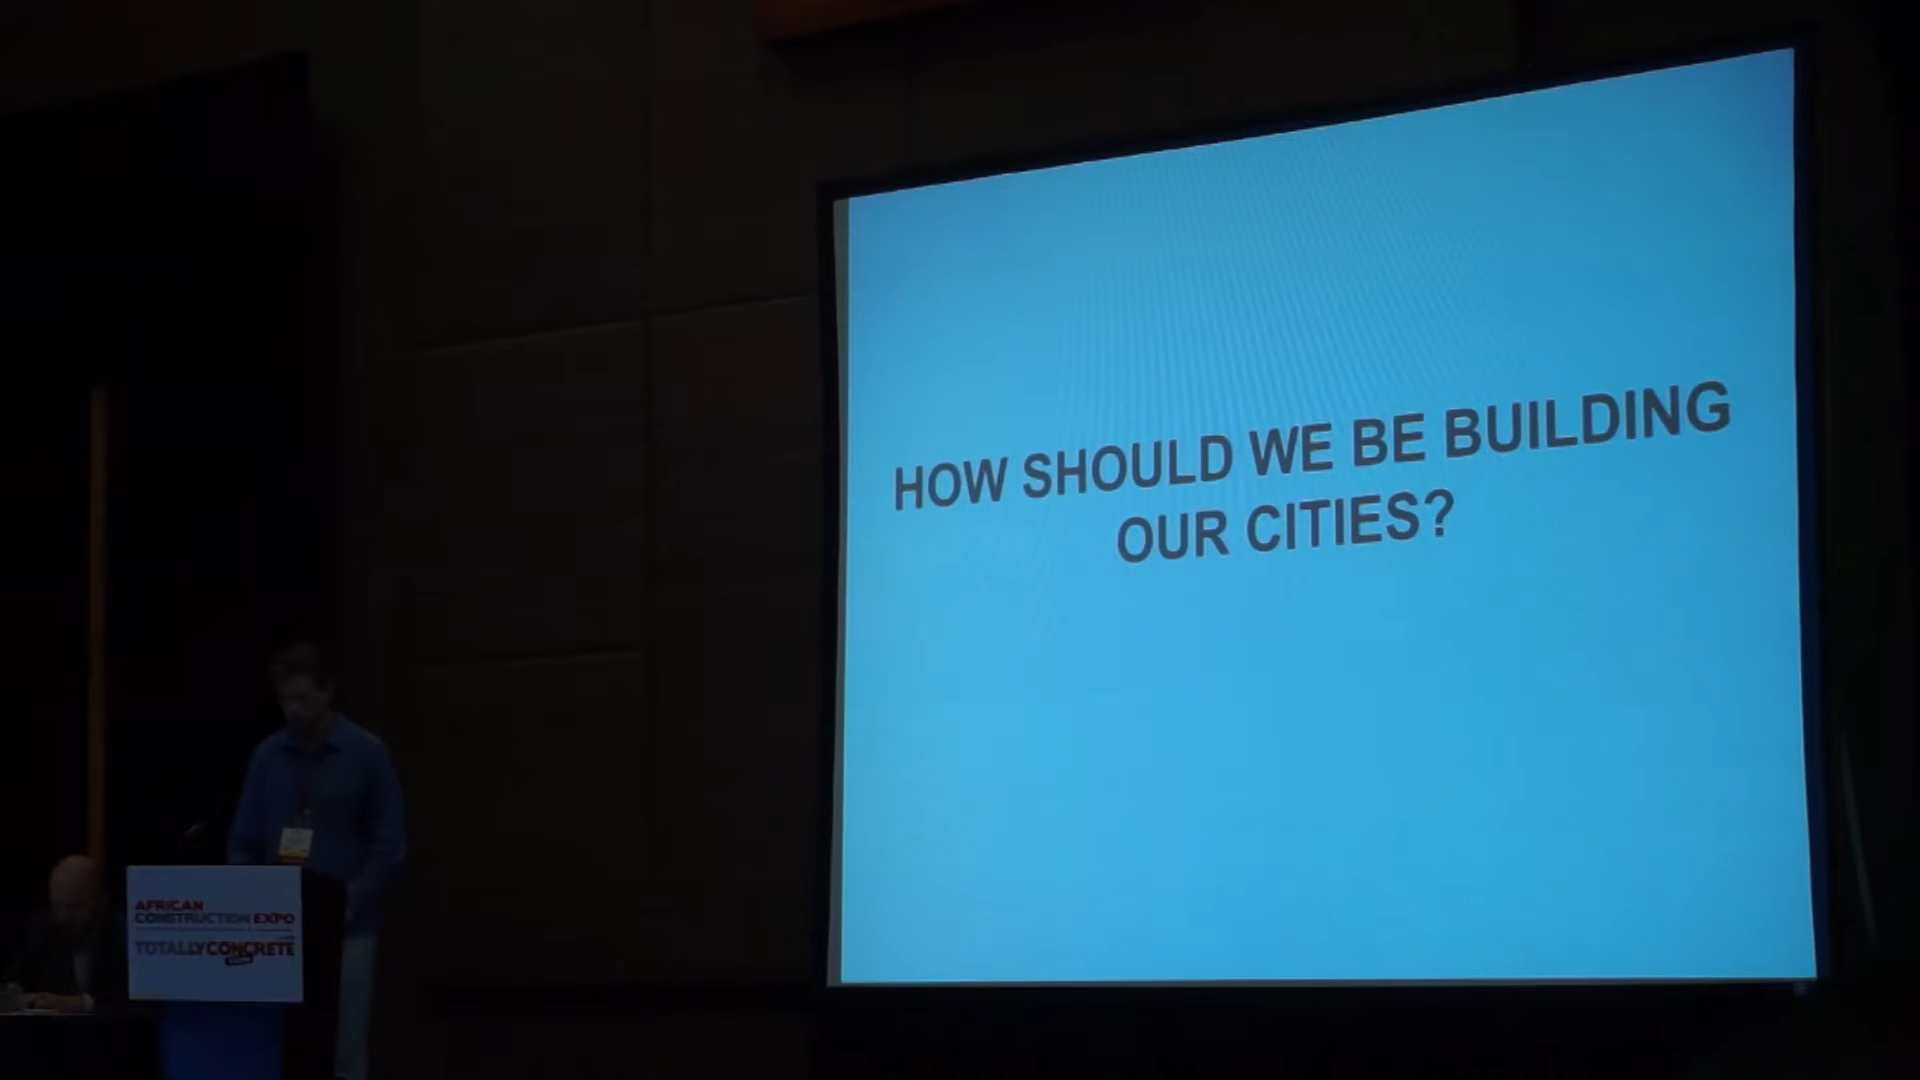 HOW SHOULD WE BE BUILDING
OUR CITIES?
AFRICAN
CONSTRUCTION EXPO
TOTALLY CONCRETE